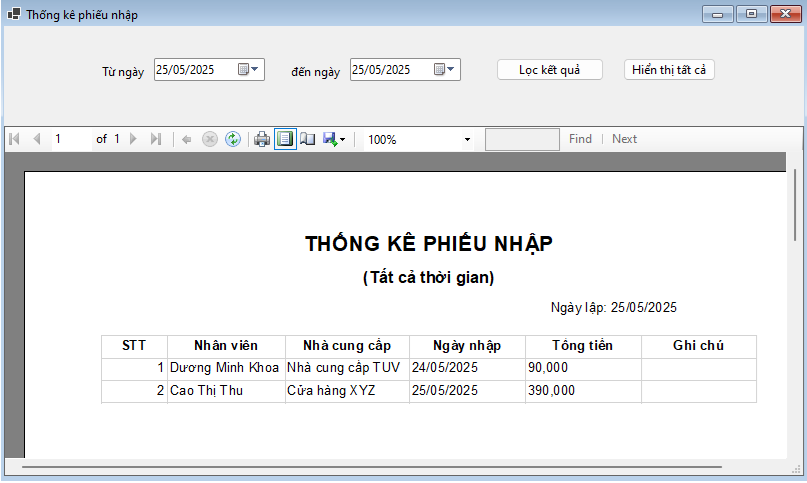 Thống kê phiếu nhập
Từ ngày 25/05/2025 đến ngày 25/05/2025 Lọc kết quả Hiển thị tất cả
1 of 1 100% Find Next
THỐNG KÊ PHIẾU NHẬP
(Tất cả thời gian)
Ngày lập: 25/05/2025
STT Nhân viên Nhà cung cấp Ngày nhập Tổng tiền Ghi chú
1 Dương Minh Khoa Nhà cung cấp TUV 24/05/2025 90,000
2 Cao Thị Thu Cửa hàng XYZ 25/05/2025 390,000